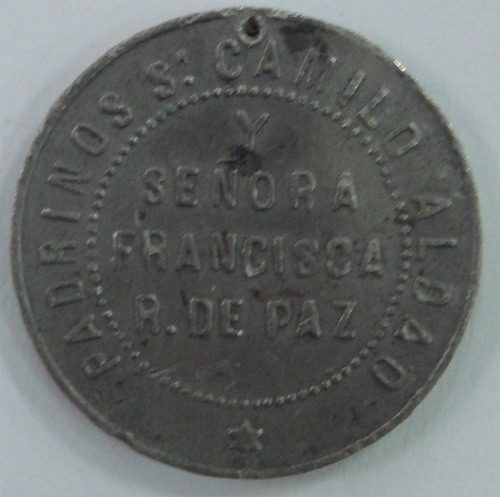 PADRINOS Sr. CAMILO ALDAO
Y
SEÑORA
FRANCISCA
R. DE PAZ